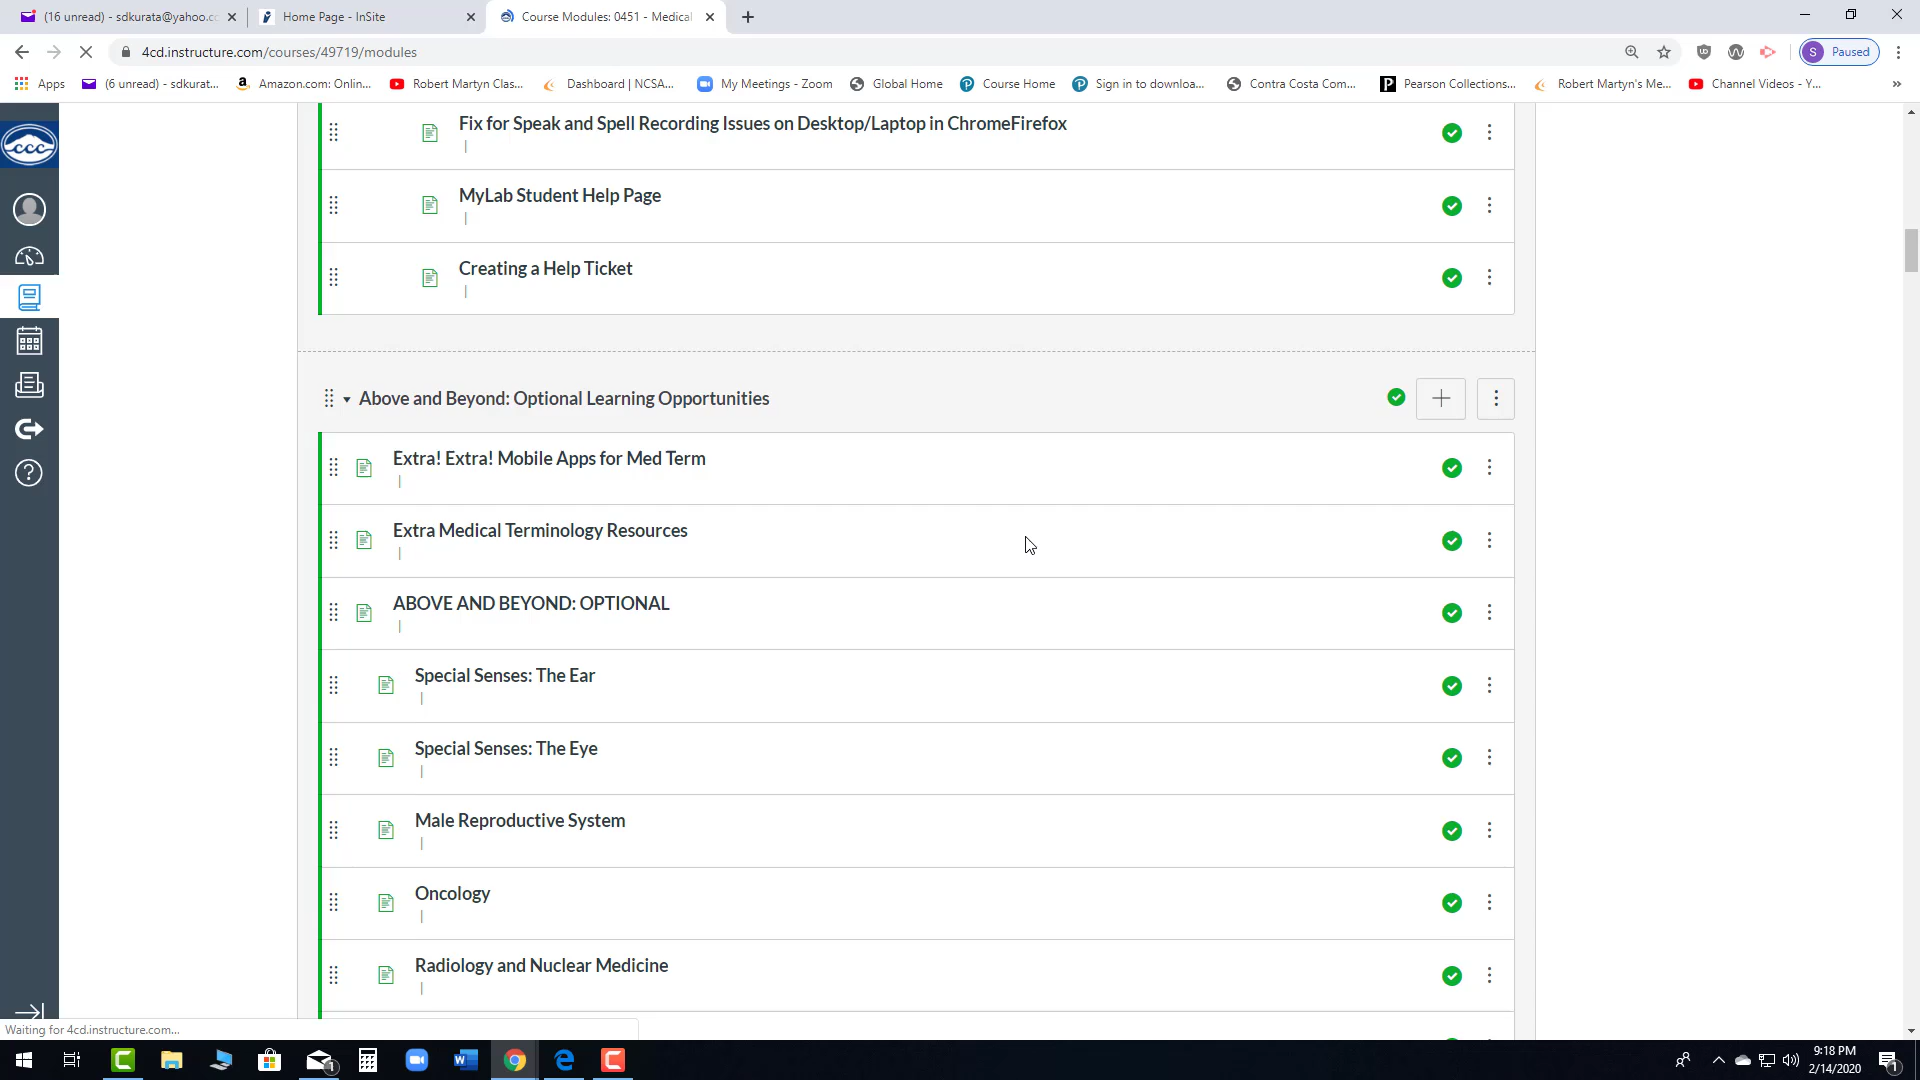 (16 unread) - sdkurata@yahoo.co
Home Page - InSite
Course Modules: 0451 - Medical
4cd.instructure.com/courses/49719/modules
S Paused
Apps
(6 unread) - sdkurat...
Amazon.com: Onlin...
Robert Martyn Clas...
Dashboard | NCSA...
My Meetings - Zoom
Global Home
Course Home
Sign in to downloa...
Contra Costa Com...
Pearson Collections...
Robert Martyn's Me...
Channel Videos - Y...
»
CCC
Fix for Speak and Spell Recording Issues on Desktop/Laptop in ChromeFirefox
|
MyLab Student Help Page
|
Creating a Help Ticket
|
Above and Beyond: Optional Learning Opportunities
Extra! Extra! Mobile Apps for Med Term
|
Extra Medical Terminology Resources
|
ABOVE AND BEYOND: OPTIONAL
|
Special Senses: The Ear
|
Special Senses: The Eye
|
Male Reproductive System
|
Oncology
|
Radiology and Nuclear Medicine
|
Waiting for 4cd.instructure.com...
9:18 PM
2/14/2020